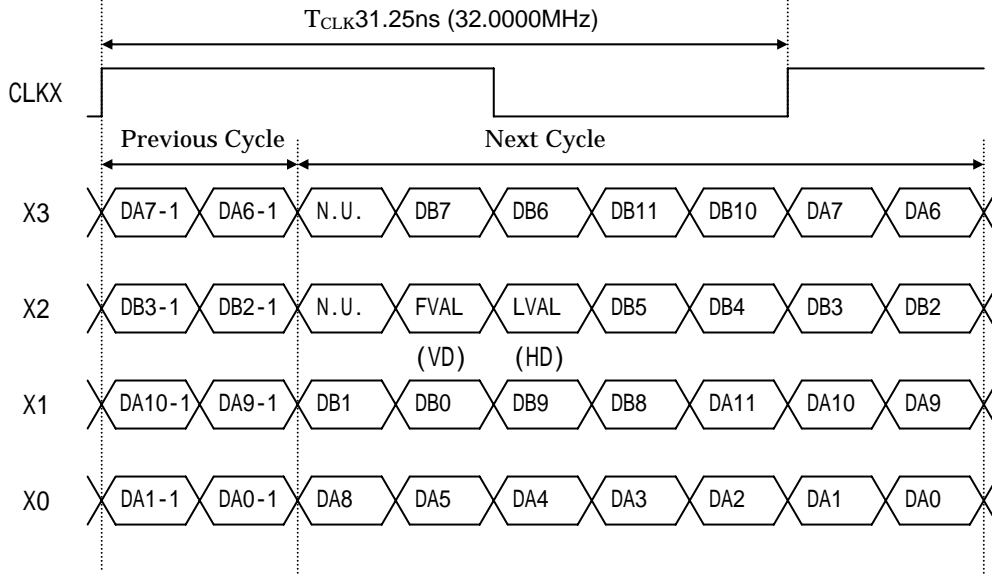 TCLK31.25ns (32.0000MHz)
CLKX
Previous Cycle Next Cycle
X3 DA7-1 DA6-1 N.U. DB7 DB6 DB11 DB10 DA7 DA6
X2 DB3-1 DB2-1 N.U. FVAL LVAL DB5 DB4 DB3 DB2
(VD) (HD)
X1 DA10-1 DA9-1 DB1 DB0 DB9 DB8 DA11 DA10 DA9
X0 DA1-1 DA0-1 DA8 DA5 DA4 DA3 DA2 DA1 DA0